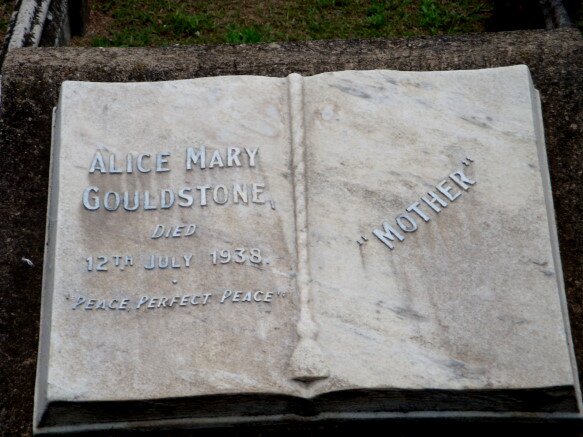 ALICE MARY
GOULDSTONE,
DIED
12TH JULY 1938.
"PEACE, PERFECT PEACE"
"MOTHER"